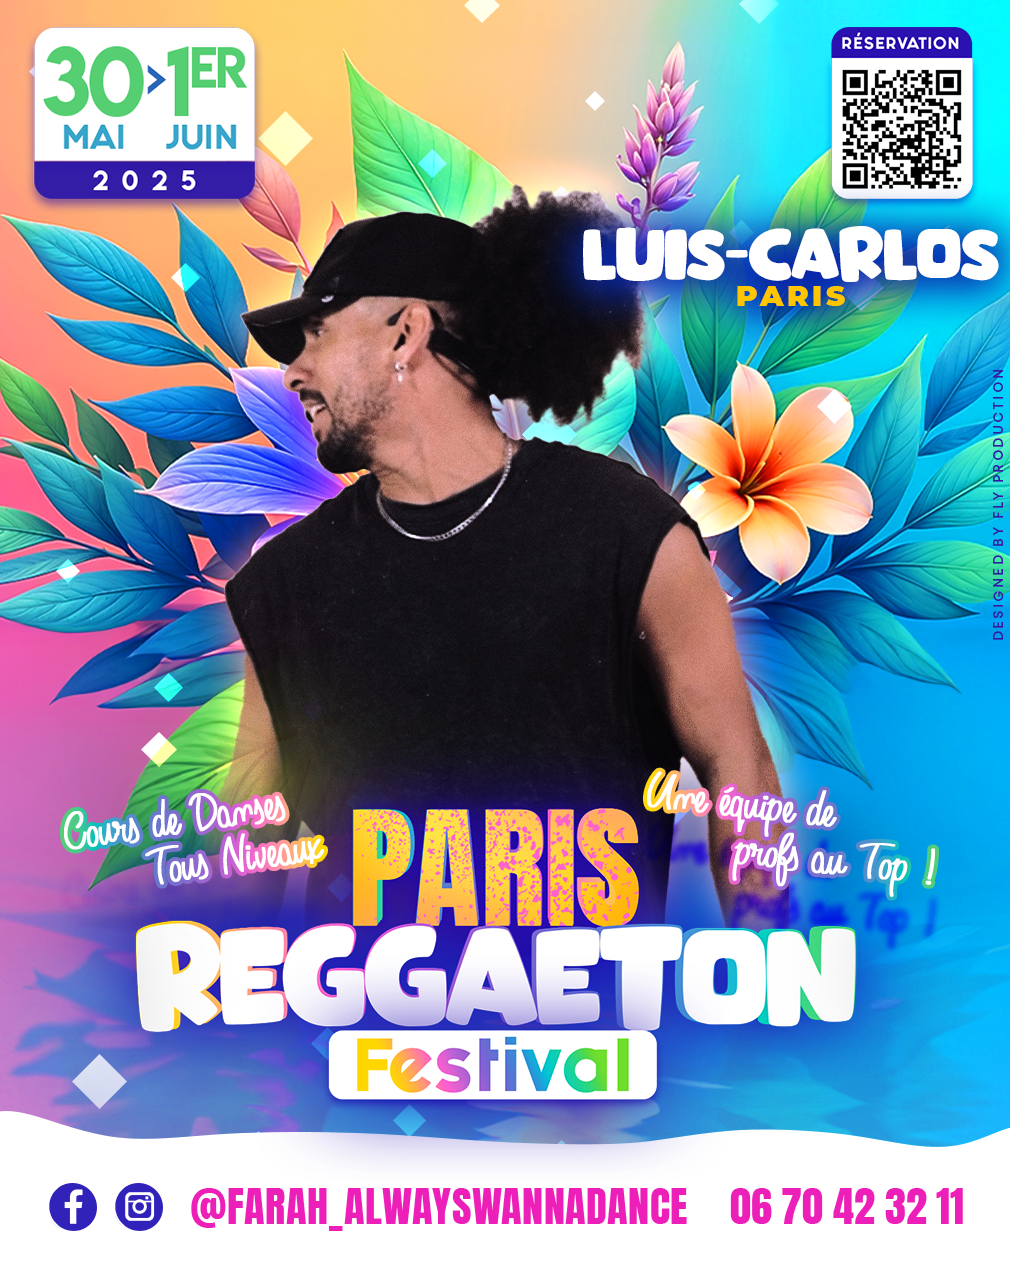 30>1ER
MAI JUIN
2025
RÉSERVATION
LUIS-CARLOS
PARIS
DESIGNED BY FLY PRODUCTION
Cours de Danses
Tous Niveaux
Une équipe de
profs au Top !
PARIS
REGGAETON
Festival
@FARAH_ALWAYSWANNADANCE 06 70 42 32 11